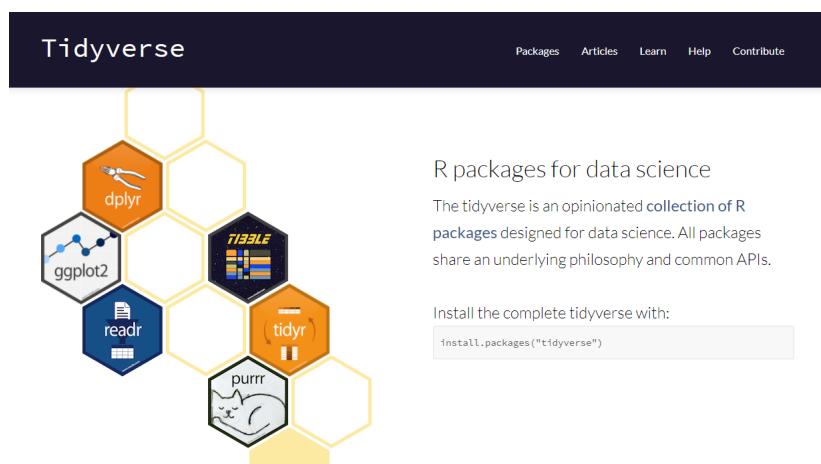 Tidyverse
Packages Articles Learn Help Contribute
dplyr
ggplot2
TIBBLE
readr
tidyr
purrr
R packages for data science
The tidyverse is an opinionated collection of R
packages designed for data science. All packages
share an underlying philosophy and common APIs.
Install the complete tidyverse with:
install.packages("tidyverse")